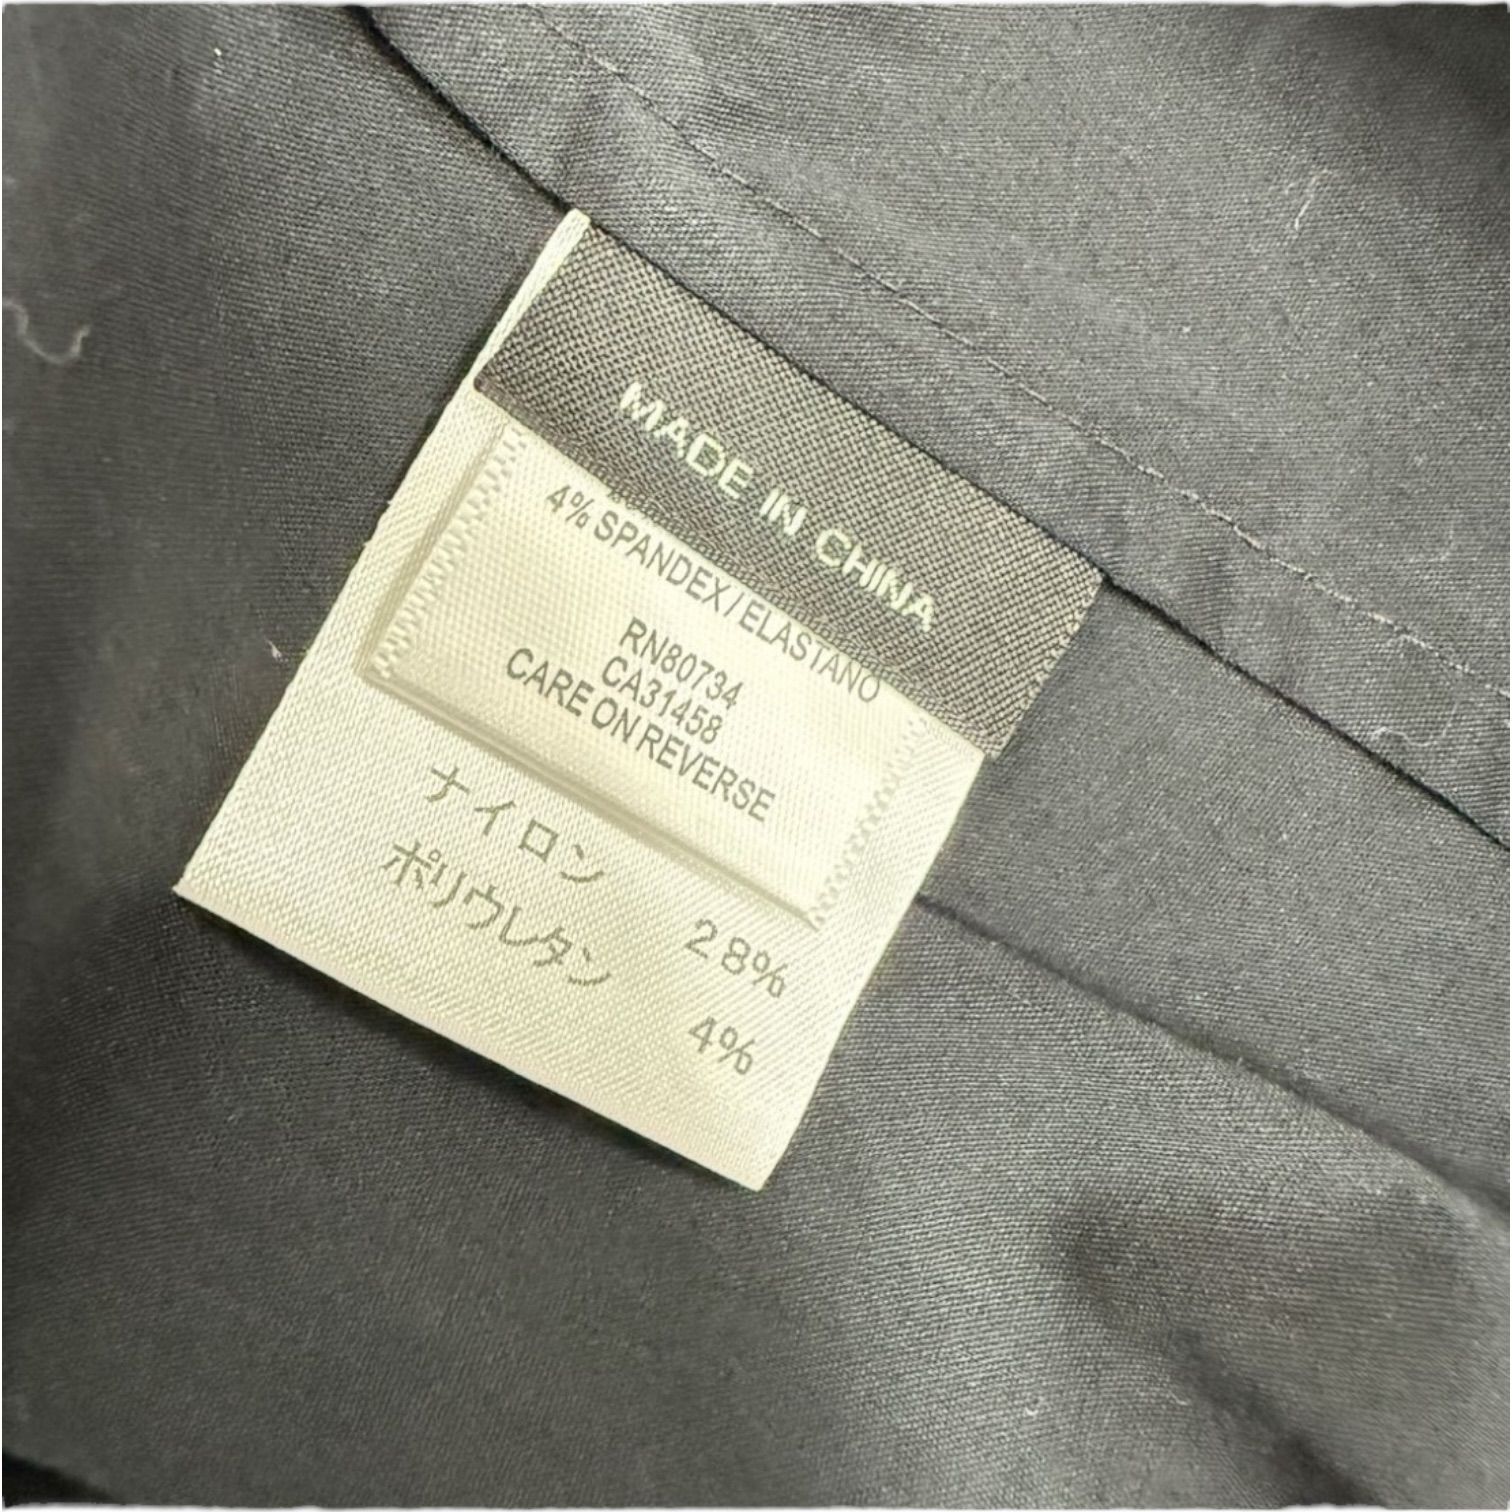 MADE IN CHINA
4% SPANDEX/ELASTANO
RN80734
CA31458
CARE ON REVERSE
ナイロン 28%
ポリウレタン 4%